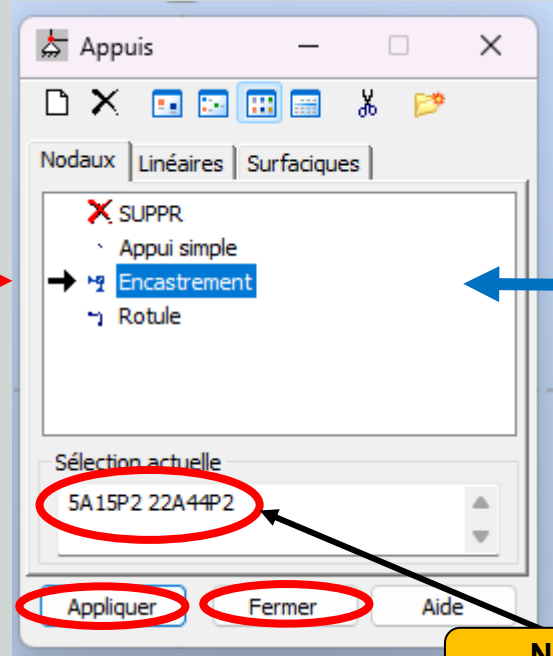 Appuis
Nodaux Linéaires Surfaciques
SUPPR
Appui simple
Encastrement
Rotule
Sélection actuelle
5A15P2 22A44P2
Appliquer Fermer Aide